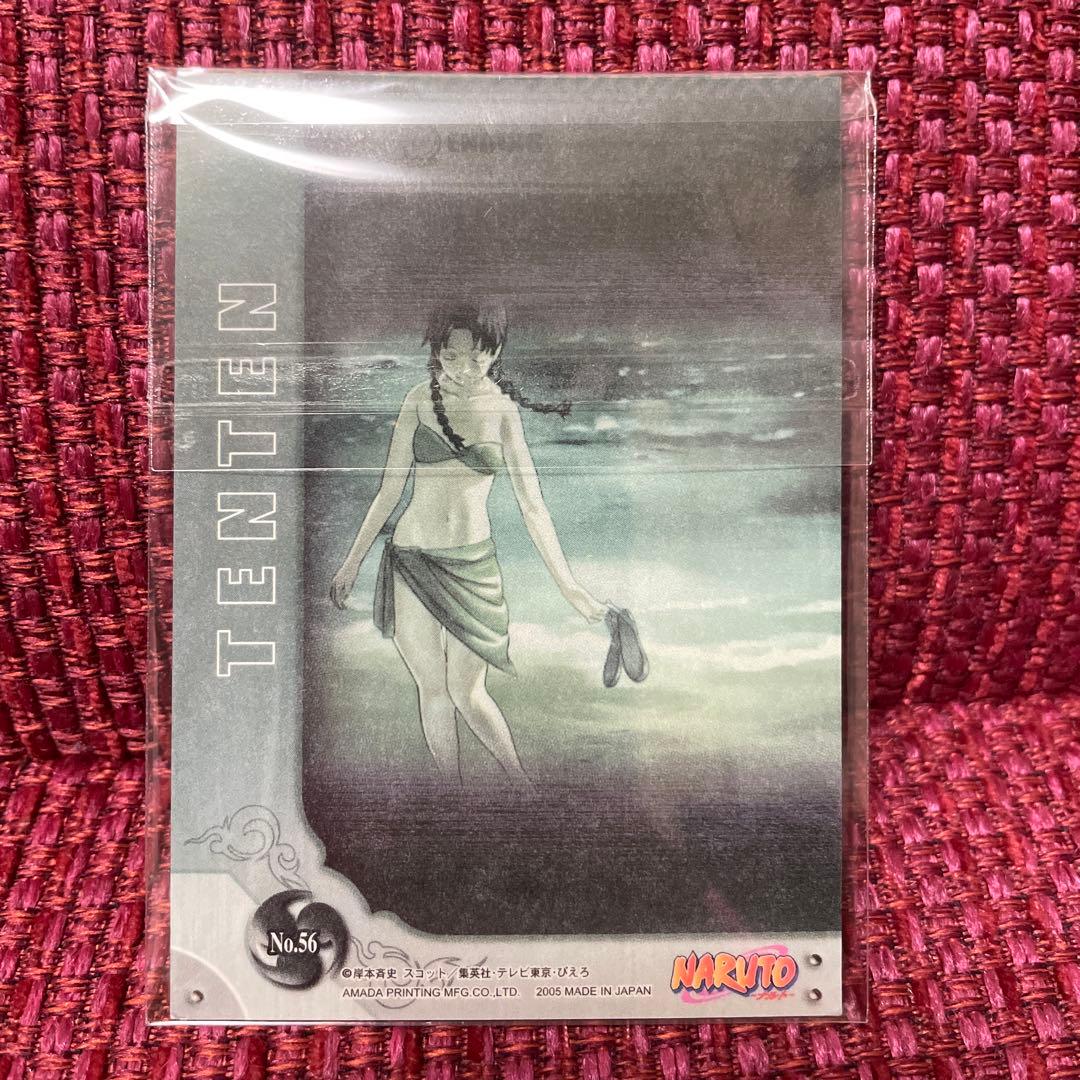 ENDING
TENTEN
No.56
©岸本斉史 スコット/集英社・テレビ東京・ぴえろ
AMADA PRINTING MFG.CO.,LTD. 2005 MADE IN JAPAN
NARUTO
-ナルト-